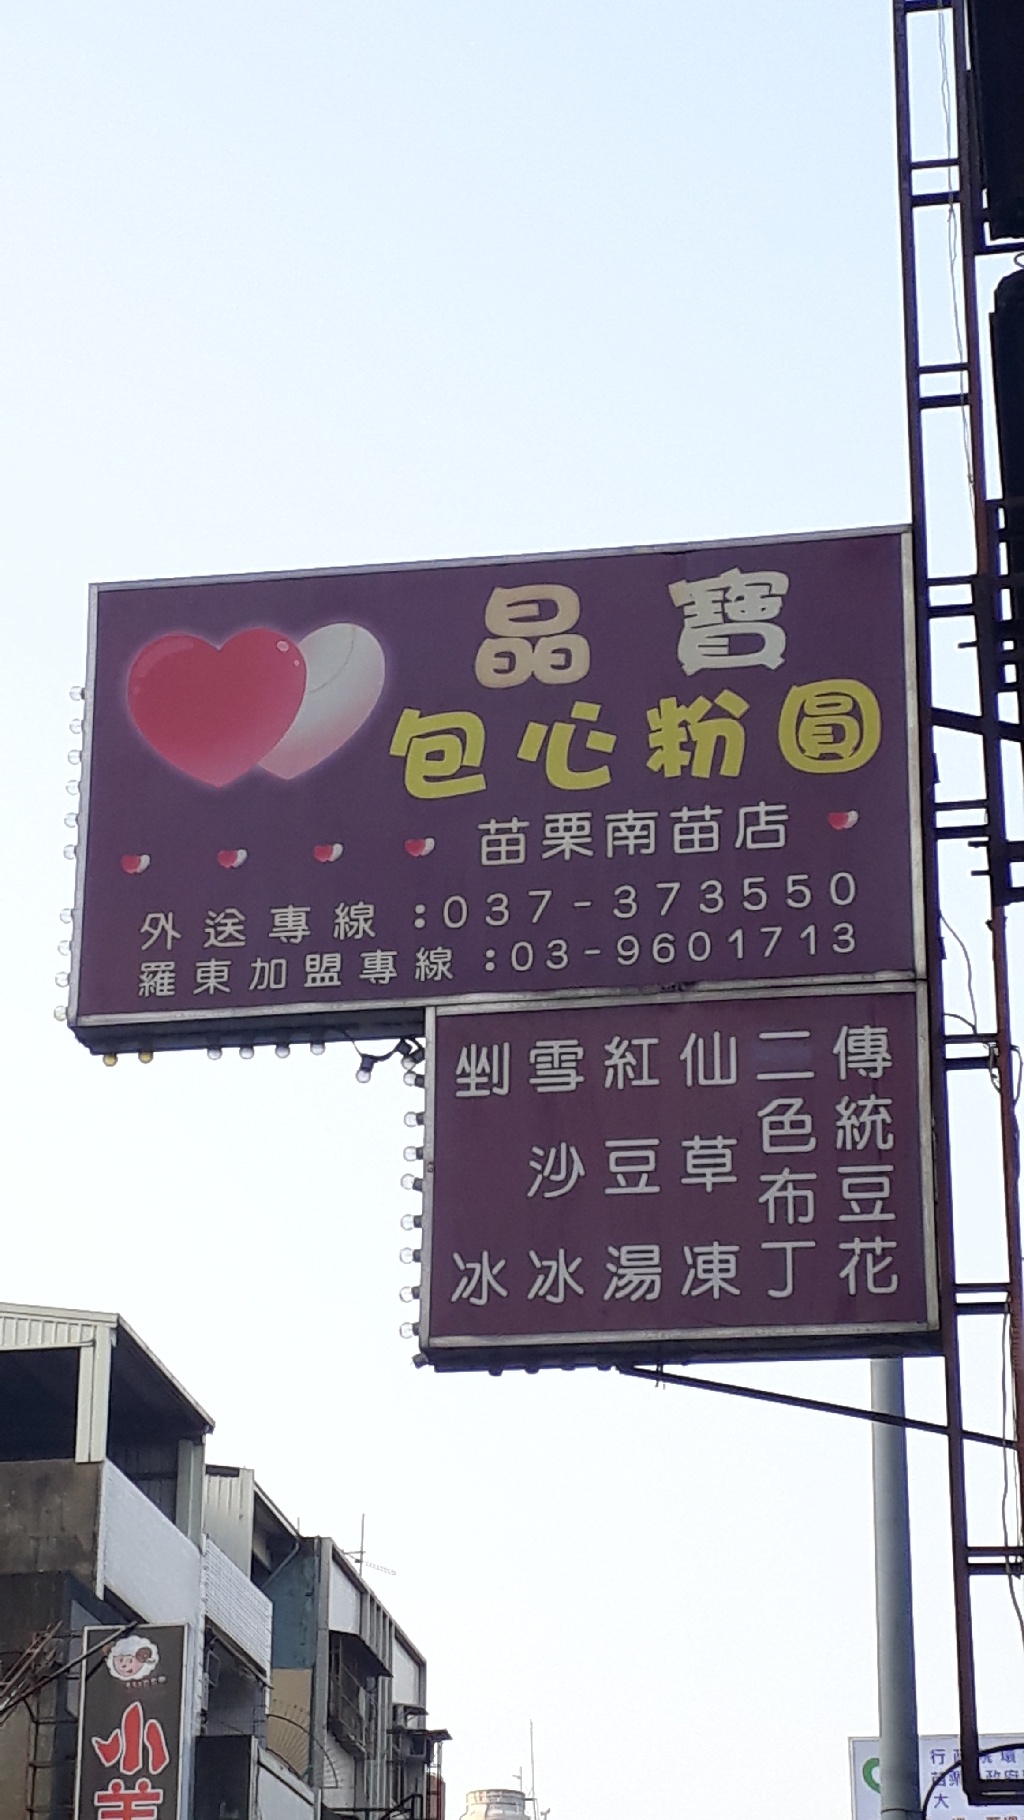 晶寶
包心粉圓
苗栗南苗店
外送專線:037-373550
羅東加盟專線:03-9601713
傳統豆花
二色布丁
仙草凍
紅豆湯
雪沙冰
剉冰
小羊